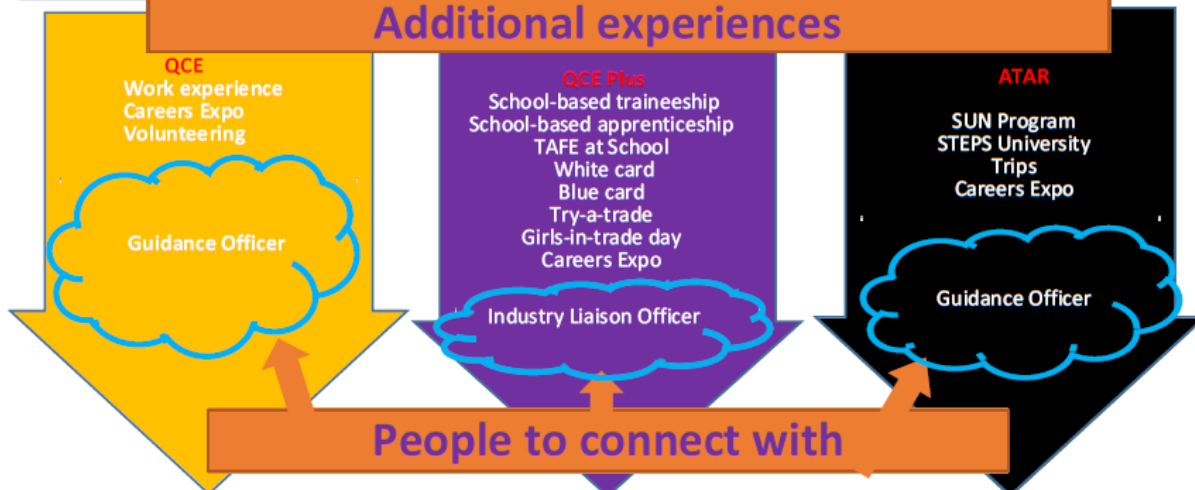 Additional experiences
QCE
Work experience
Careers Expo
Volunteering
Guidance Officer
QCE Plus
School-based traineeship
School-based apprenticeship
TAFE at School
White card
Blue card
Try-a-trade
Girls-in-trade day
Careers Expo
Industry Liaison Officer
ATAR
SUN Program
STEPS University
Trips
Careers Expo
Guidance Officer
People to connect with